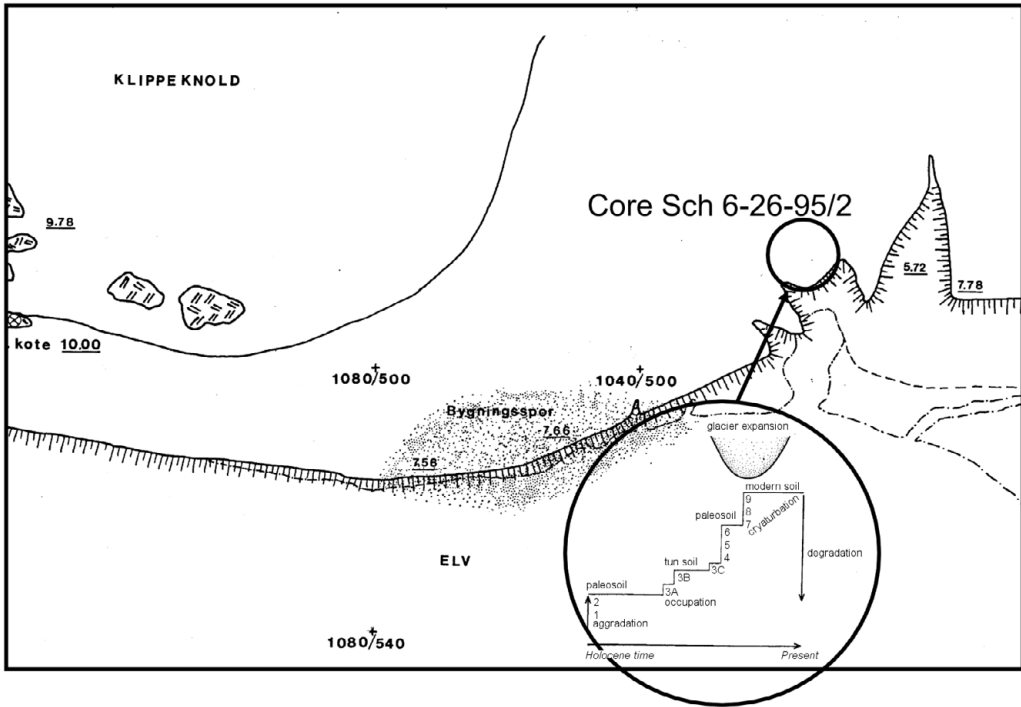 KLIPPEKNOLD
9.78
kote 10.00
Core Sch 6-26-95/2
5.72
7.78
1080/500
1040/500
Bygningsspor
A
7.66
7.56
ELV
1080/540
glacier expansion
modern soil
9
8
7
cryaturbation
paleosoil
6
5
4
degradation
tun soil
3C
3B
3A
occupation
paleosoil
2
1
aggradation
Holocene time
Present